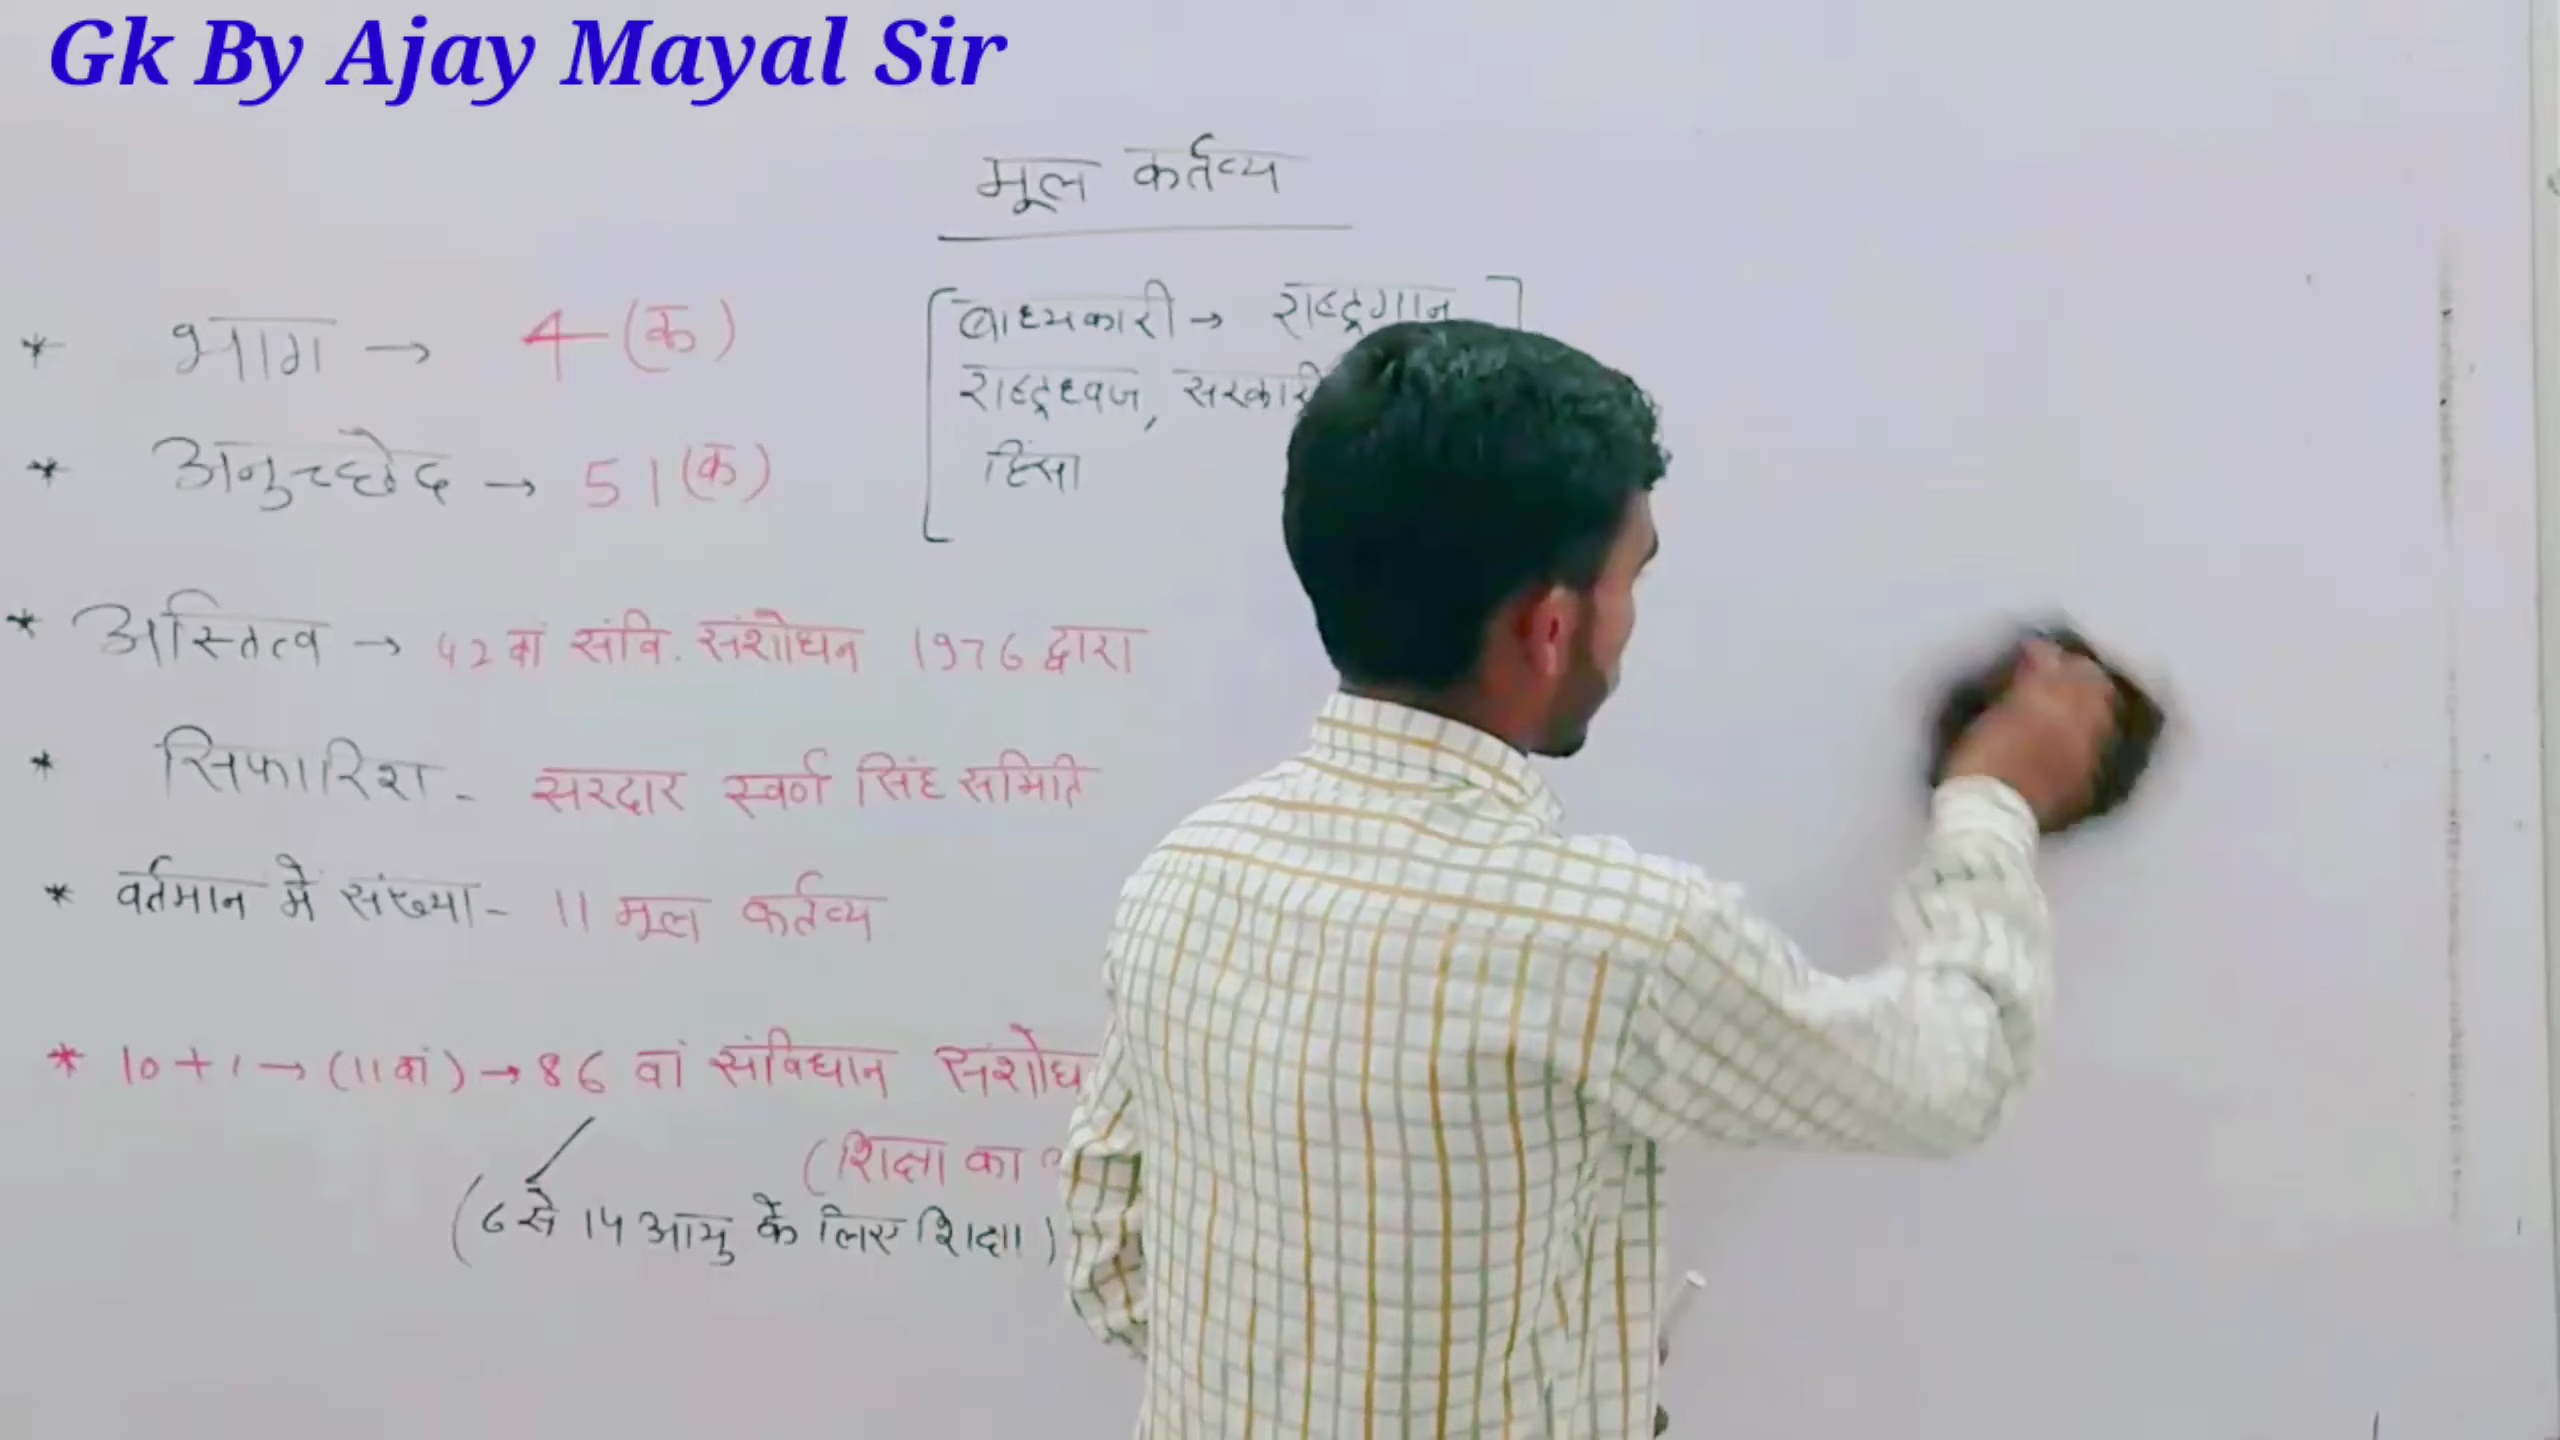 Gk By Ajay Mayal Sir
मूल कर्तव्य
* भाग → 4 (क)
* अनुच्छेद → 51 (क)
[बाध्यकारी → राष्ट्रगान]
राष्ट्रध्वज, सरकारी
हिंसा
* अस्तित्व → 42 वां संवि. संशोधन 1976 द्वारा
* सिफारिश - सरदार स्वर्ण सिंह समिति
* वर्तमान में संख्या - 11 मूल कर्तव्य
* 10 + 1 → (11वां) → 86 वां संविधान संशोध
(शिक्षा का
(6 से 14 आयु के लिए शिक्षा)